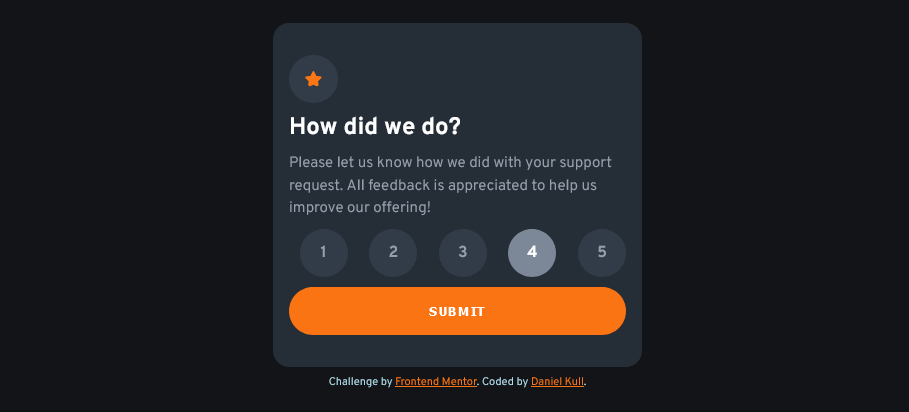 How did we do?
Please let us know how we did with your support
request. All feedback is appreciated to help us
improve our offering!
1 2 3 4 5
SUBMIT
Challenge by Frontend Mentor. Coded by Daniel Kull.